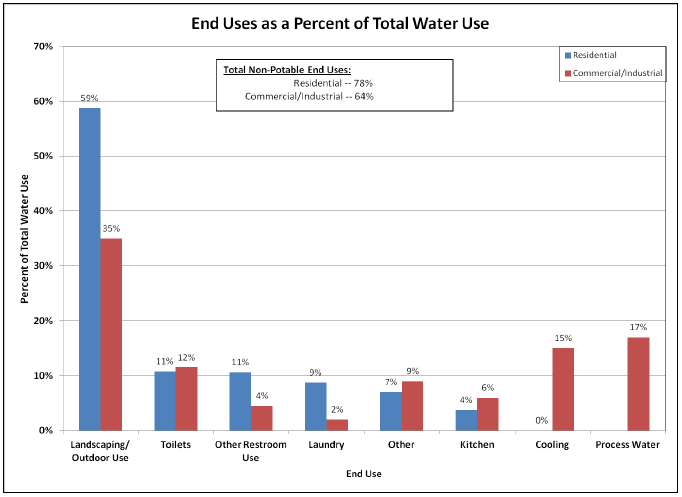 End Uses as a Percent of Total Water Use
70%
60%
50%
40%
30%
20%
10%
0%
Percent of Total Water Use
Total Non-Potable End Uses:
Residential -- 78%
Commercial/Industrial -- 64%
Residential
Commercial/Industrial
59%
35%
11%
12%
11%
4%
9%
2%
7%
9%
4%
6%
0%
15%
17%
Landscaping/
Outdoor Use
Toilets
Other Restroom
Use
Laundry
Other
Kitchen
Cooling
Process Water
End Use